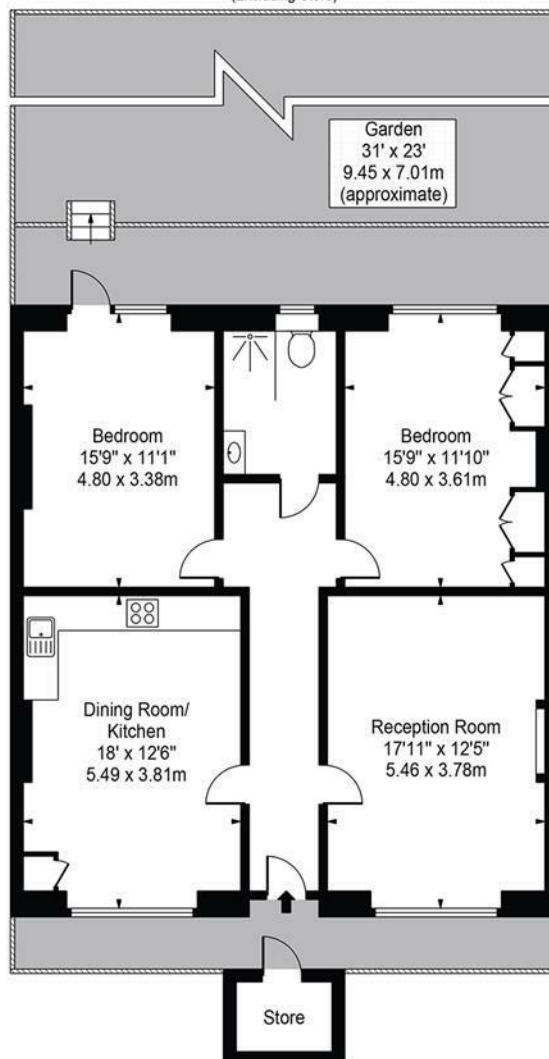 Garden
31' x 23'
9.45 x 7.01m
(approximate)
Bedroom
15'9" x 11'1"
4.80 x 3.38m
Bedroom
15'9" x 11'10"
4.80 x 3.61m
Dining Room/
Kitchen
18' x 12'6"
5.49 x 3.81m
Reception Room
17'11" x 12'5"
5.46 x 3.78m
Store